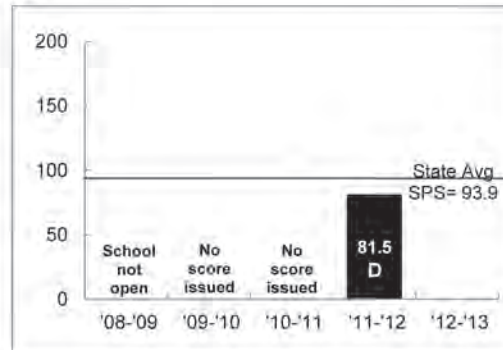 200
150
100
State Avg
SPS= 93.9
50
School
not
open
No
score
issued
No
score
issued
81.5
D
0
'08-'09
'09-'10
'10-'11
'11-'12
'12-'13